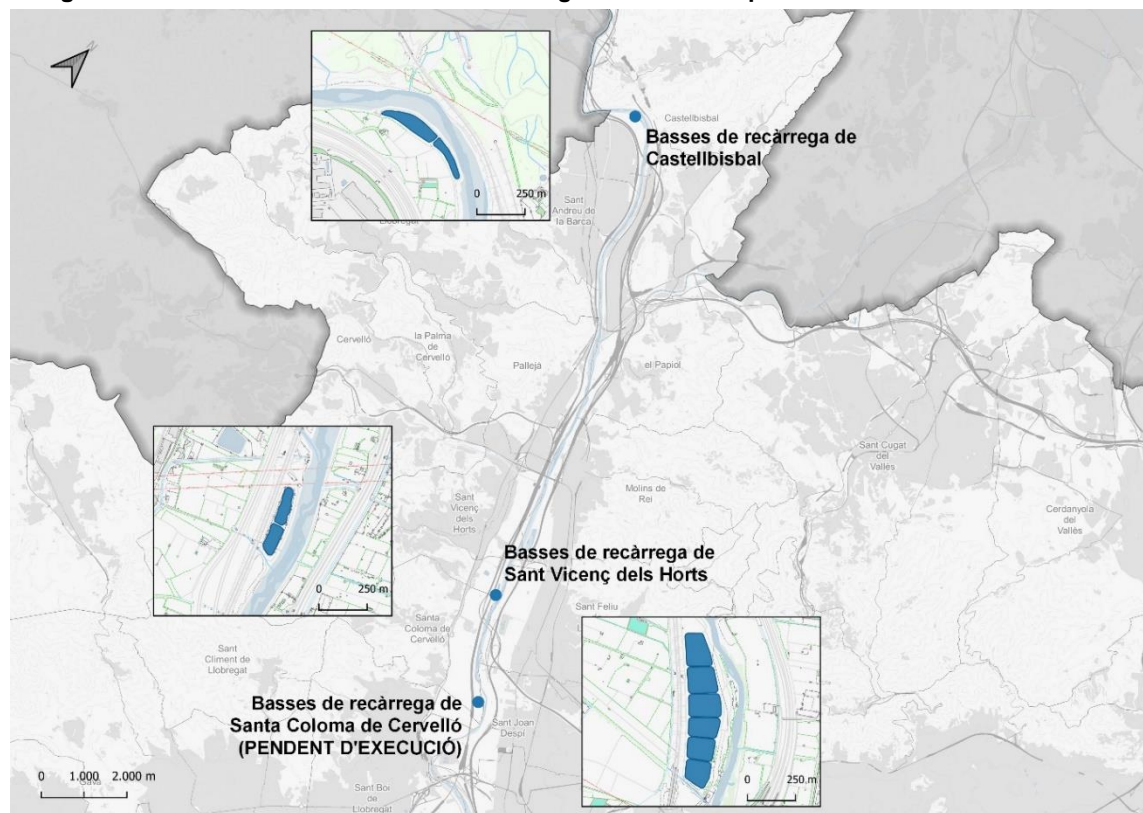 0 250 m
Castellbisbal
Basses de recàrrega de
Castellbisbal
Sant
Andreu de
la Barca
Llobregat
Cervelló
la Palma
de
Cervelló
Pallejà
el Papiol
Sant Cugat
del
Vallès
Molins de
Rei
Cerdanyola
del
Vallès
Sant
Vicenç
dels
Horts
0 250 m
Basses de recàrrega de
Sant Vicenç dels Horts
Sant Feliu
Santa
Coloma de
Cervelló
Sant
Climent de
Llobregat
Basses de recàrrega de
Santa Coloma de Cervelló
(PENDENT D'EXECUCIÓ)
Sant Joan
Despí
0 250 m
0 1.000 2.000 m
Gavà
Sant Boi
de
Llobregat